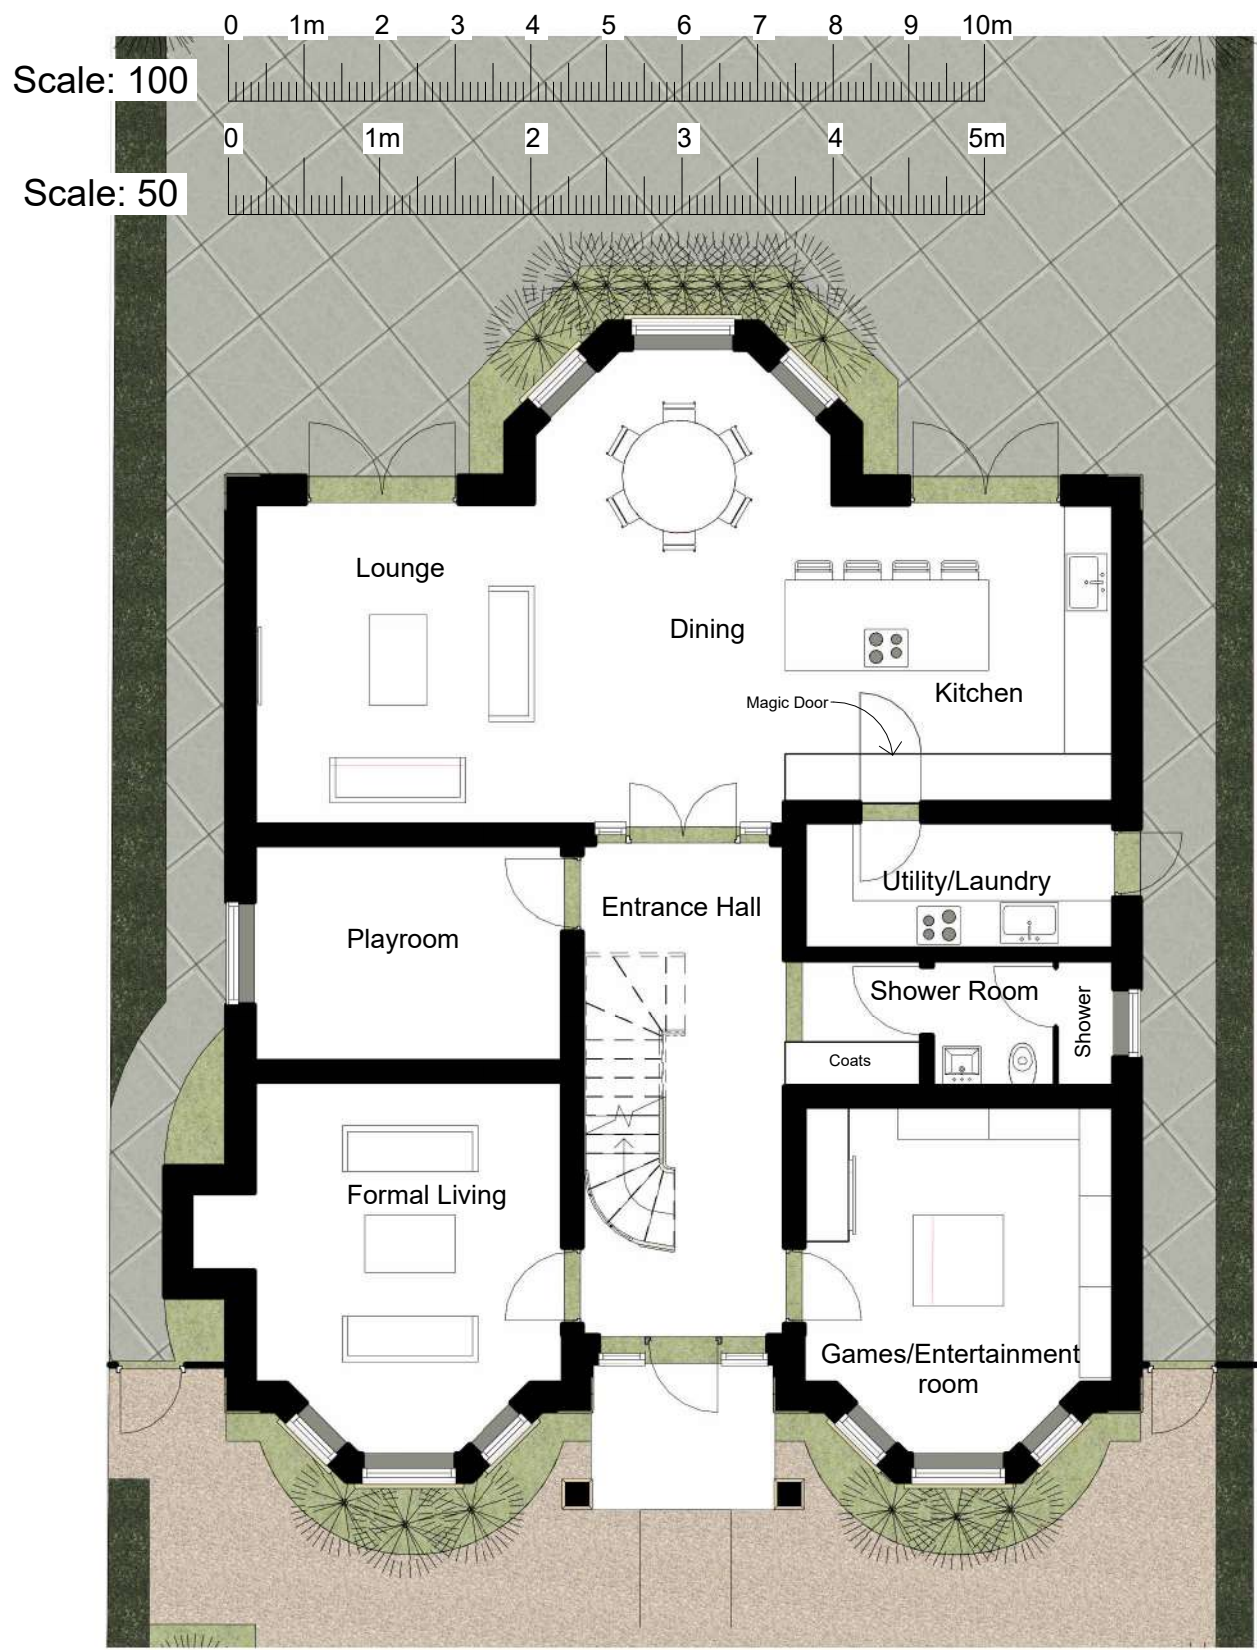 0 1m 2 3 4 5 6 7 8 9 10m
Scale: 100
0 1m 2 3 4 5m
Scale: 50
Lounge
Dining
Kitchen
Magic Door
Utility/Laundry
Entrance Hall
Playroom
Shower Room
Shower
Coats
Formal Living
Games/Entertainment
room